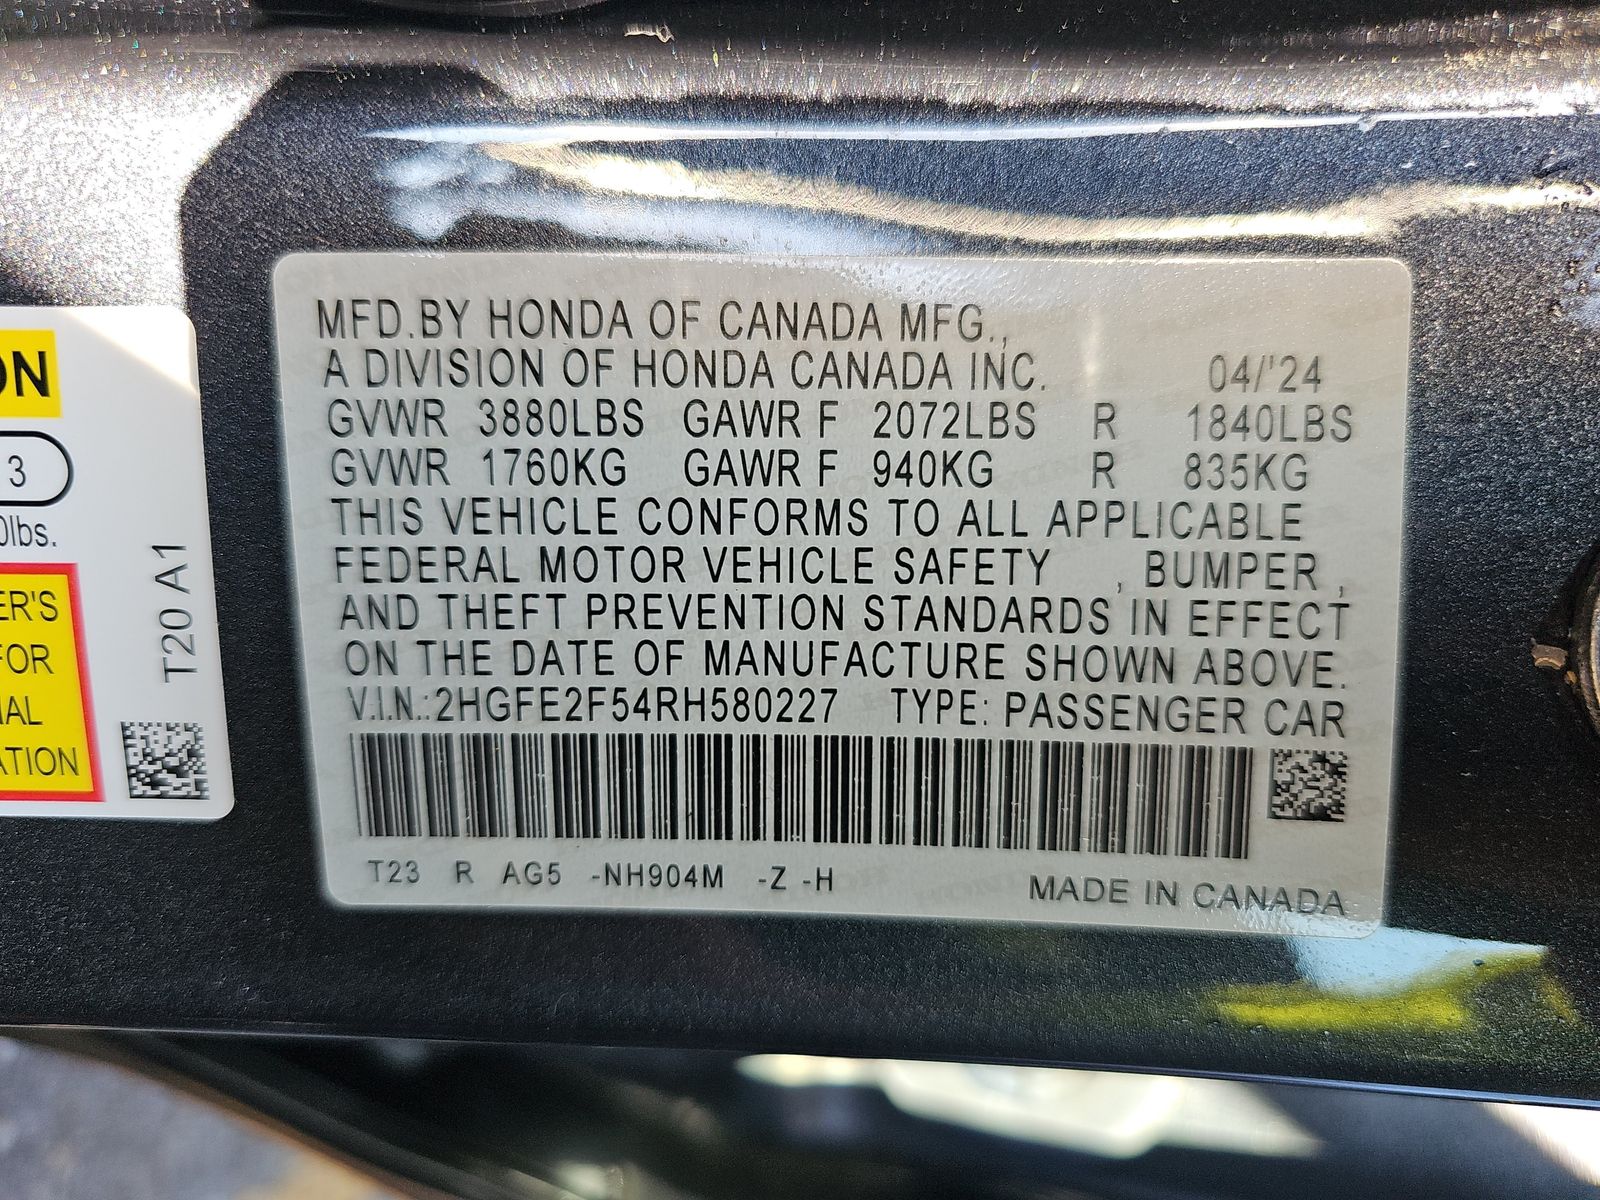 MFD.BY HONDA OF CANADA MFG.,
A DIVISION OF HONDA CANADA INC. 04/'24
GVWR 3880LBS GAWR F 2072LBS R 1840LBS
GVWR 1760KG GAWR F 940KG R 835KG
THIS VEHICLE CONFORMS TO ALL APPLICABLE
FEDERAL MOTOR VEHICLE SAFETY , BUMPER ,
AND THEFT PREVENTION STANDARDS IN EFFECT
ON THE DATE OF MANUFACTURE SHOWN ABOVE.
V.I.N.:2HGFE2F54RH580227 TYPE: PASSENGER CAR
T23 R AG5 -NH904M -Z -H
MADE IN CANADA
ON
3
0lbs.
ER'S
FOR
IAL
ATION
T20 A1